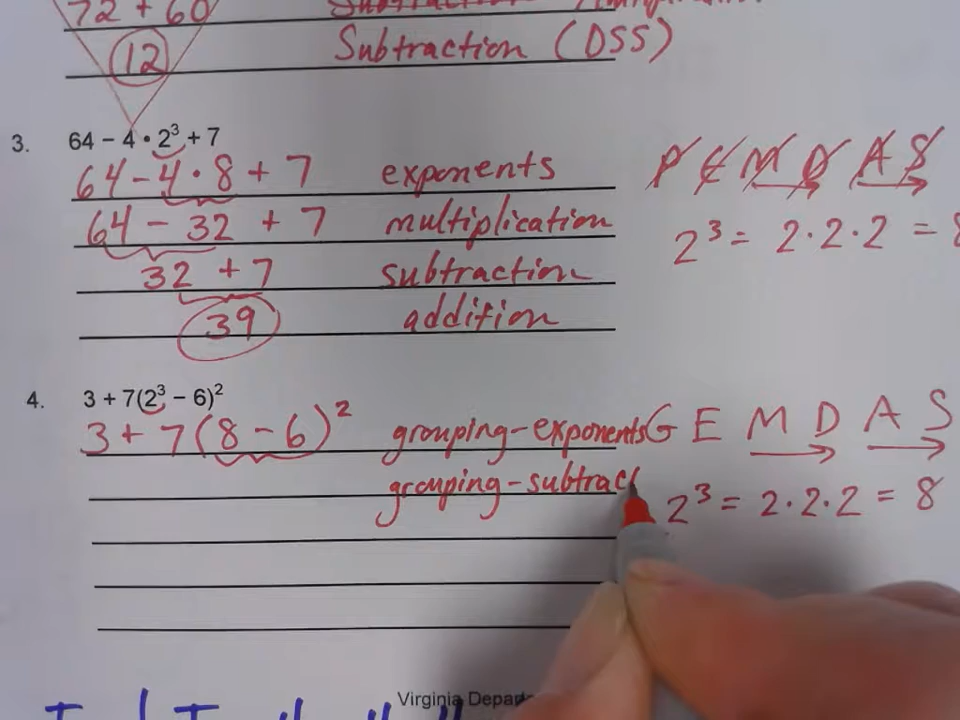 72 + 60
Subtraction
12 Subtraction (DSS)
3. 64 – 4 • 2³ + 7
64 – 4 · 8 + 7 exponents P E M D A S
64 – 32 + 7 multiplication 2³ = 2·2·2 = 8
32 + 7 subtraction
39 addition
4. 3 + 7(2³ – 6)²
3 + 7(8 – 6)² grouping-exponents G E M D A S
grouping-subtrac 2³ = 2·2·2 = 8
Virginia